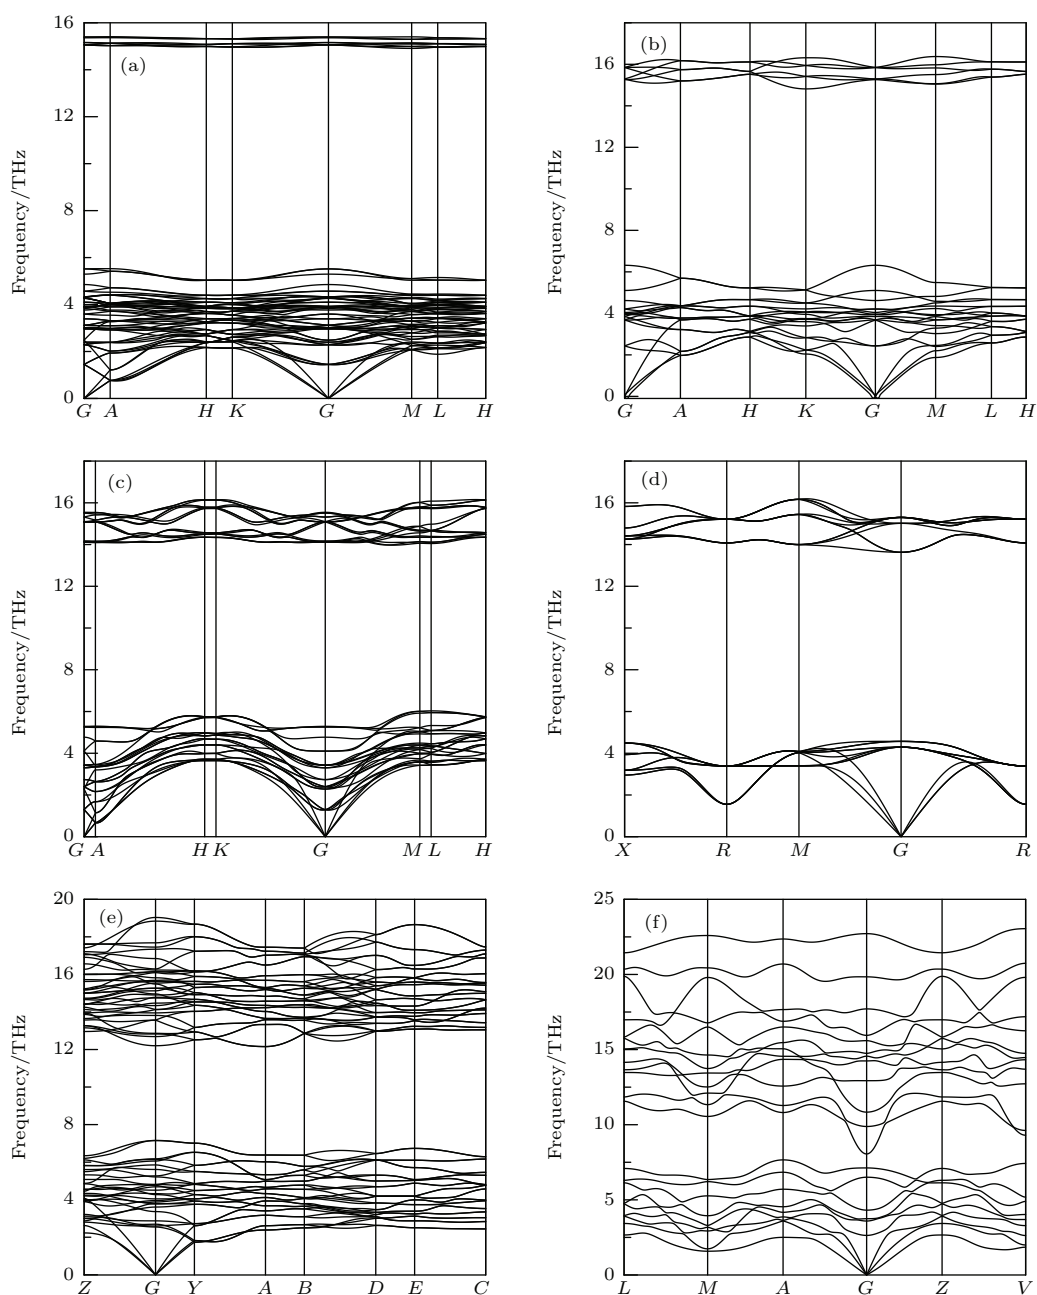 16
12
8
4
0
Frequency/THz
(a)
G A H K G M L H
16
12
8
4
0
Frequency/THz
(b)
G A H K G M L H
16
12
8
4
0
Frequency/THz
(c)
G A H K G M L H
16
12
8
4
0
Frequency/THz
(d)
X R M G R
20
16
12
8
4
0
Frequency/THz
(e)
Z G Y A B D E C
25
20
15
10
5
0
Frequency/THz
(f)
L M A G Z V